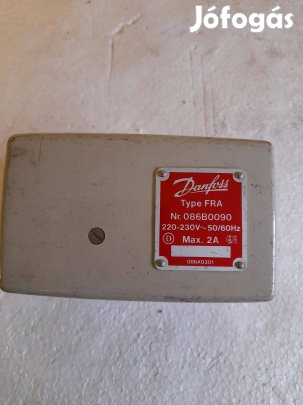 Jófogás
Danfoss
Type FRA
Nr. 086B0090
220-230V~50/60Hz
D Max. 2A
086A0301